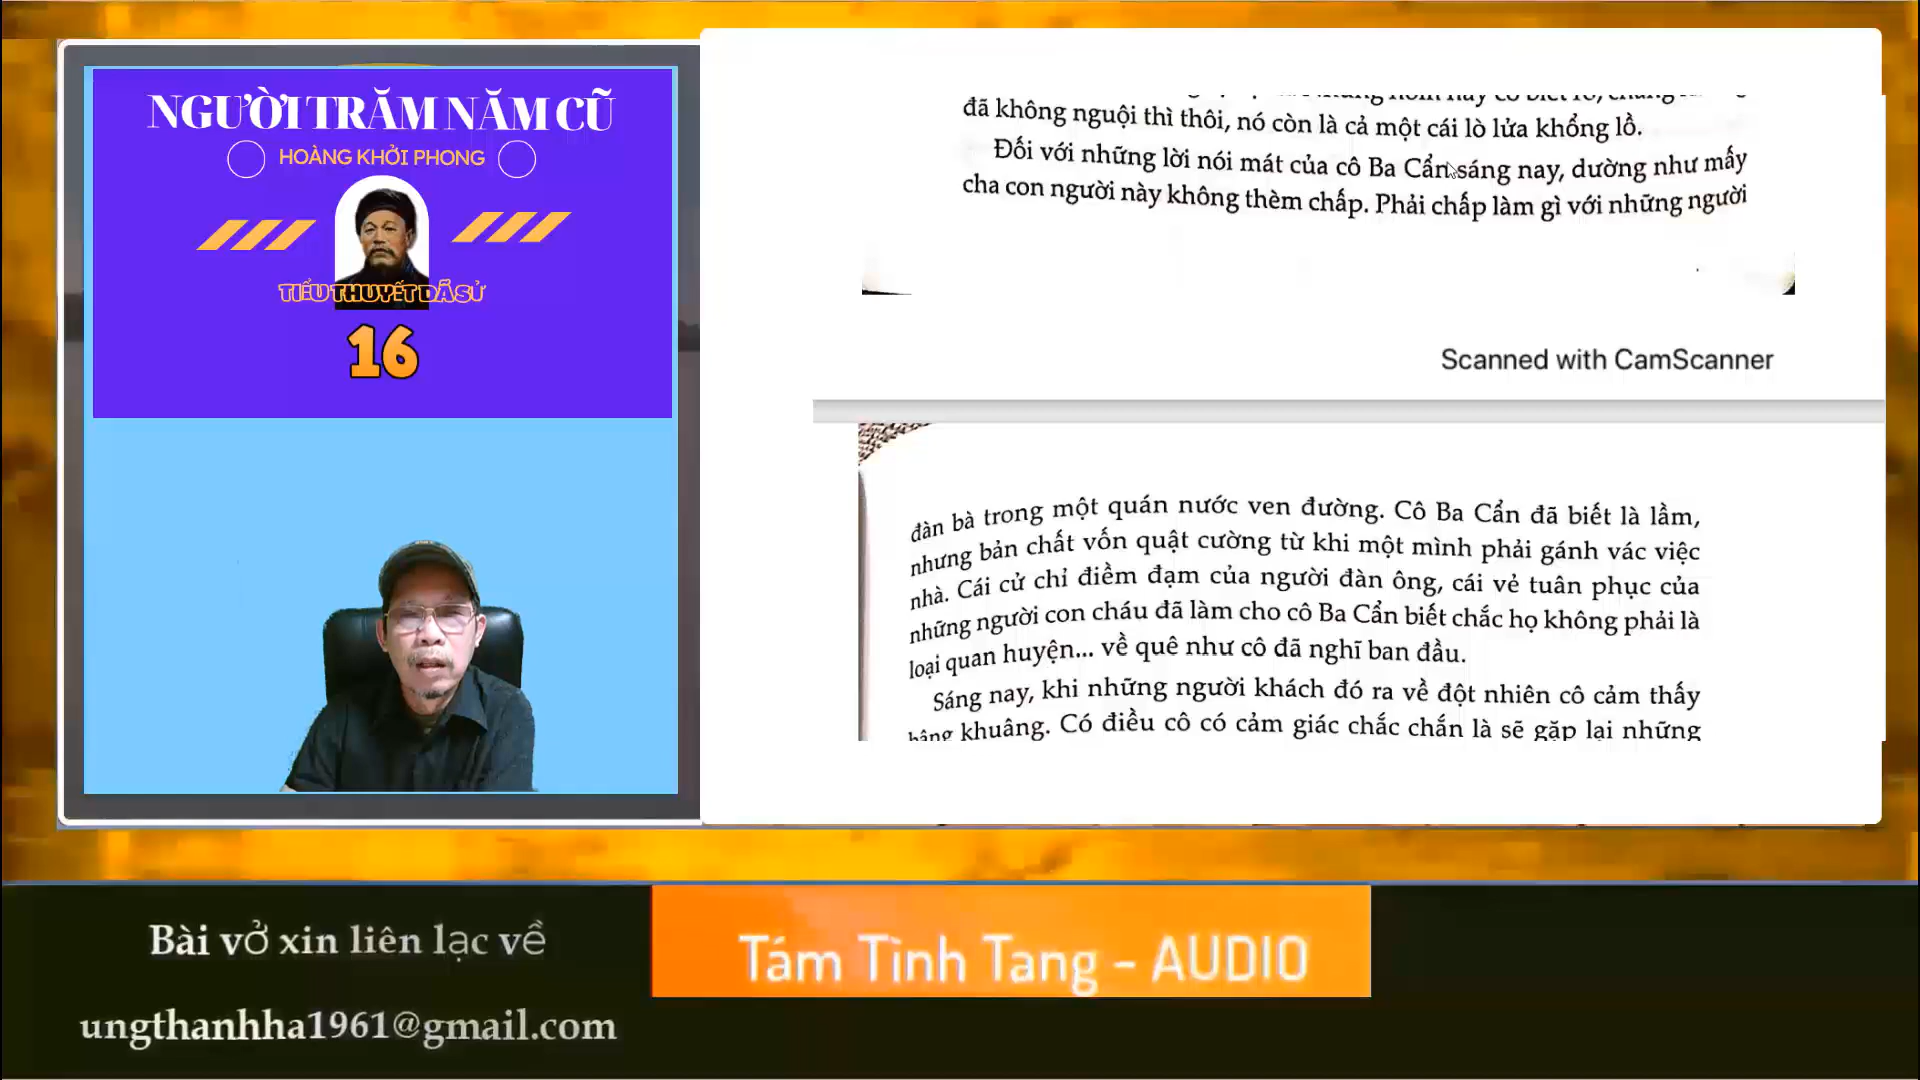 NGƯỜI TRĂM NĂM CŨ
HOÀNG KHỞI PHONG
TIỂU THUYẾT DÃ SỬ
16
đã không nguội thì thôi, nó còn là cả một cái lò lửa khổng lồ.
Đối với những lời nói mát của cô Ba Cẩn sáng nay, dường như mấy
cha con người này không thèm chấp. Phải chấp làm gì với những người
Scanned with CamScanner
đàn bà trong một quán nước ven đường. Cô Ba Cẩn đã biết là lầm,
nhưng bản chất vốn quật cường từ khi một mình phải gánh vác việc
nhà. Cái cử chỉ điềm đạm của người đàn ông, cái vẻ tuân phục của
những người con cháu đã làm cho cô Ba Cẩn biết chắc họ không phải là
loại quan huyện... về quê như cô đã nghĩ ban đầu.
Sáng nay, khi những người khách đó ra về đột nhiên cô cảm thấy
bâng khuâng. Có điều cô có cảm giác chắc chắn là sẽ gặp lại những
Bài vở xin liên lạc về
ungthanhha1961@gmail.com
Tám Tình Tang - AUDIO